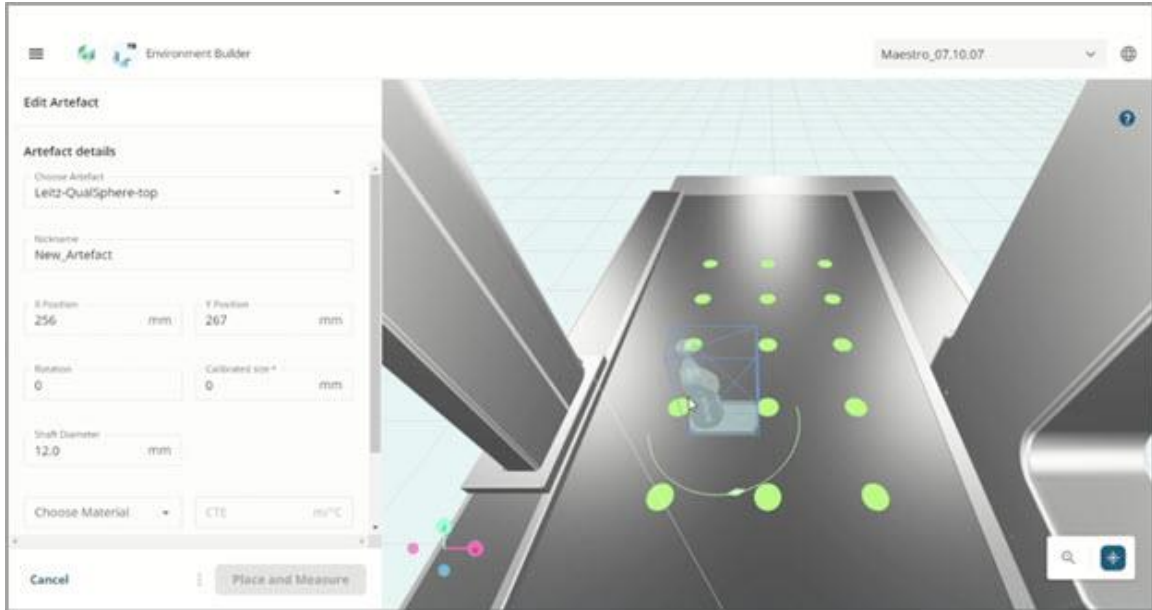 Environment Builder
Maestro_07.10.07
Edit Artefact
Artefact details
Choose Artefact
Leitz-QualSphere-top
Nickname
New_Artefact
X Position
256 mm
Y Position
267 mm
Rotation
0
Calibrated size *
0 mm
Shaft Diameter
12.0 mm
Choose Material
CTE m/°C
Cancel
Place and Measure
?